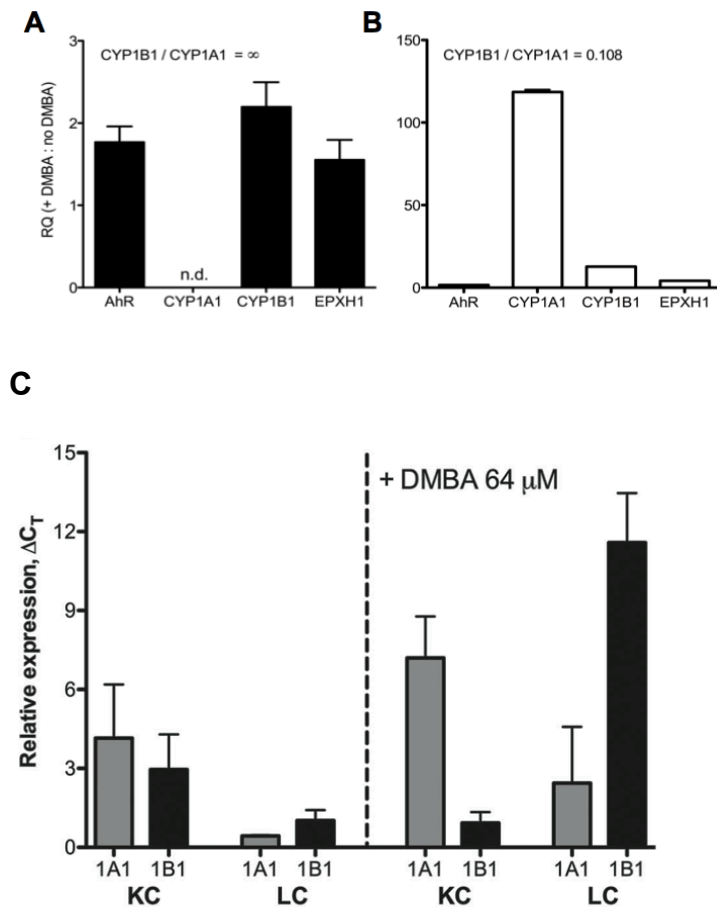 A
CYP1B1 / CYP1A1 = ∞
RQ (+ DMBA : no DMBA)
3
2
1
0
n.d.
AhR CYP1A1 CYP1B1 EPXH1
B
CYP1B1 / CYP1A1 = 0.108
150
100
50
0
AhR CYP1A1 CYP1B1 EPXH1
C
Relative expression, ΔCT
15
12
9
6
3
0
+ DMBA 64 μM
1A1 1B1 1A1 1B1 1A1 1B1 1A1 1B1
KC LC KC LC